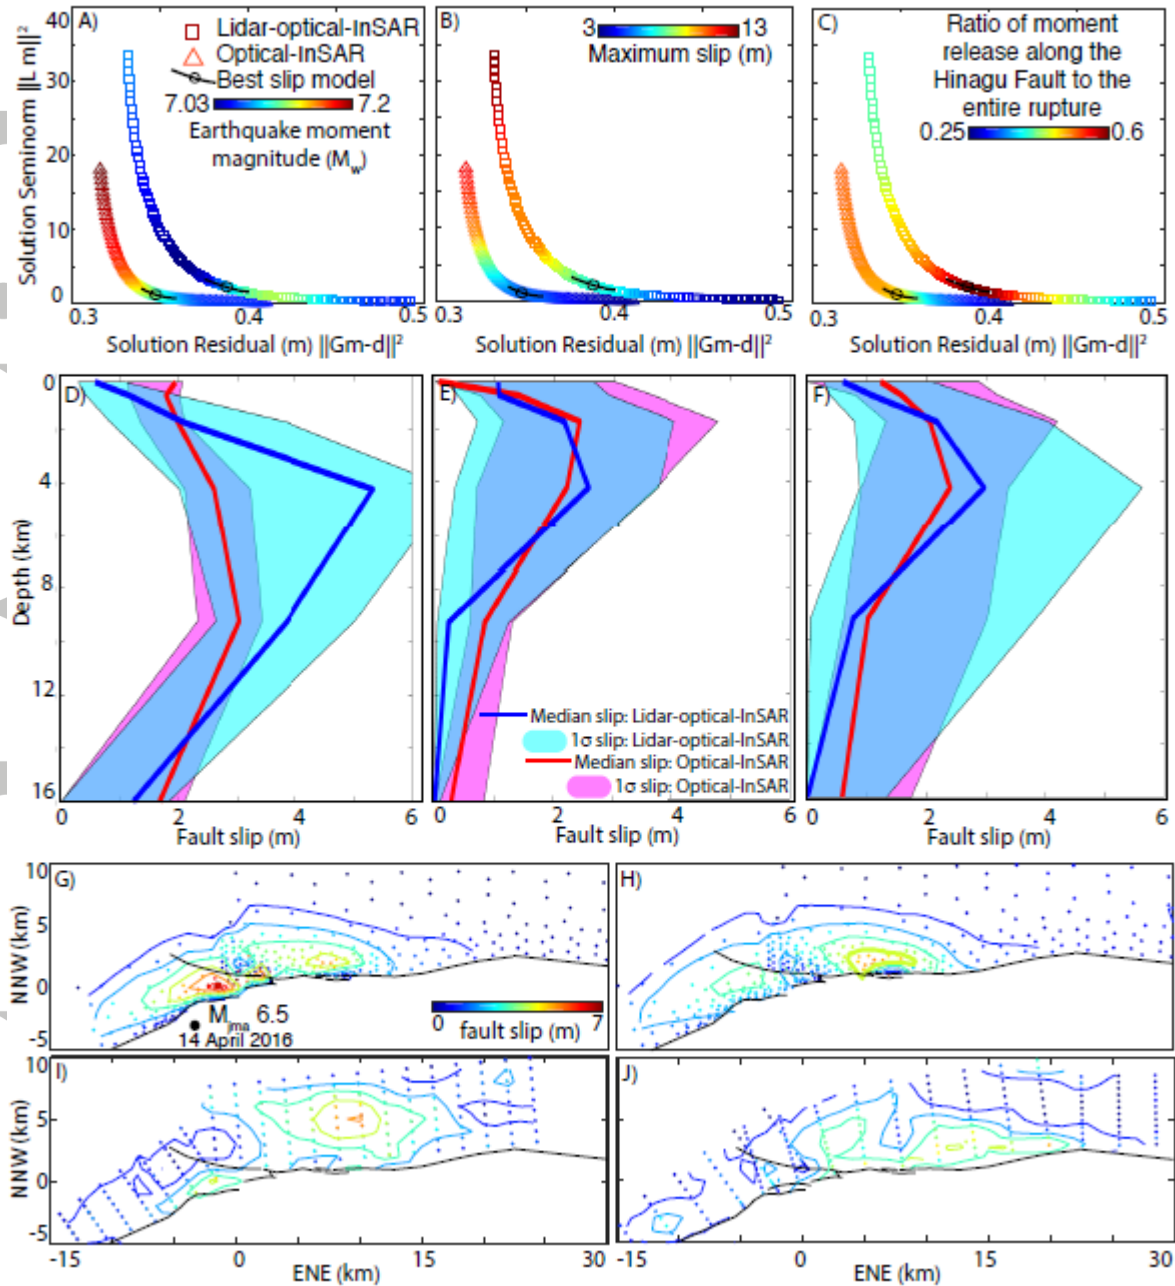 A)
Lidar-optical-InSAR
Optical-InSAR
Best slip model
7.03 7.2
Earthquake moment
magnitude (Mw)
Solution Seminorm ||L m||²
40
30
20
10
0
0.3 0.4 0.5
Solution Residual (m) ||Gm-d||²
B)
3 13
Maximum slip (m)
0.3 0.4 0.5
Solution Residual (m) ||Gm-d||²
C)
Ratio of moment
release along the
Hinagu Fault to the
entire rupture
0.25 0.6
0.3 0.4 0.5
Solution Residual (m) ||Gm-d||²
D)
Depth (km)
0
4
8
12
16
0 2 4 6
Fault slip (m)
E)
Median slip: Lidar-optical-InSAR
1σ slip: Lidar-optical-InSAR
Median slip: Optical-InSAR
1σ slip: Optical-InSAR
0 2 4 6
Fault slip (m)
F)
0 2 4 6
Fault slip (m)
G)
NNW (km)
10
5
0
-5
Mjma 6.5
14 April 2016
0 7
fault slip (m)
H)
I)
NNW (km)
10
5
0
-5
-15 0 15 30
ENE (km)
J)
-15 0 15 30
ENE (km)